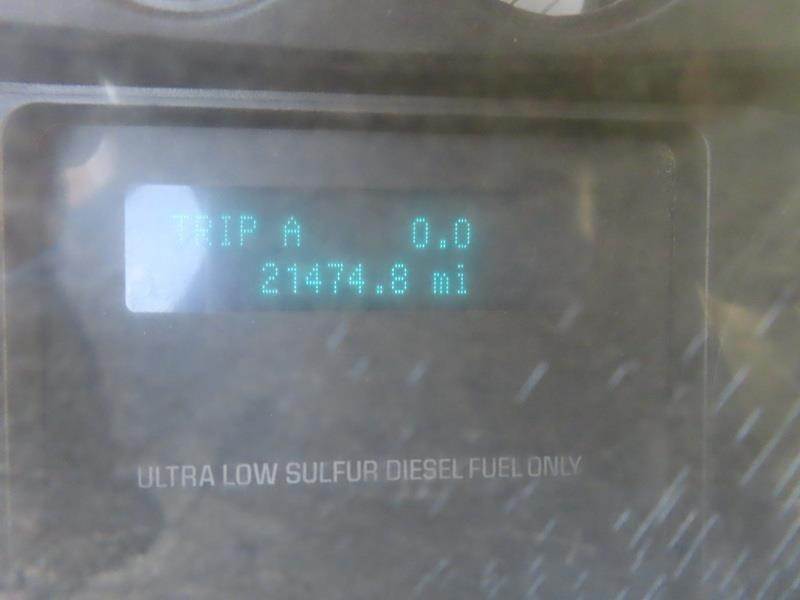 TRIP A 0.0
21474.8 mi
ULTRA LOW SULFUR DIESEL FUEL ONLY